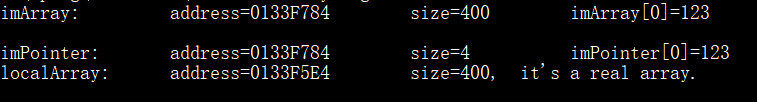 imArray: address=0133F784 size=400 imArray[0]=123
imPointer: address=0133F784 size=4 imPointer[0]=123
localArray: address=0133F5E4 size=400, it's a real array.